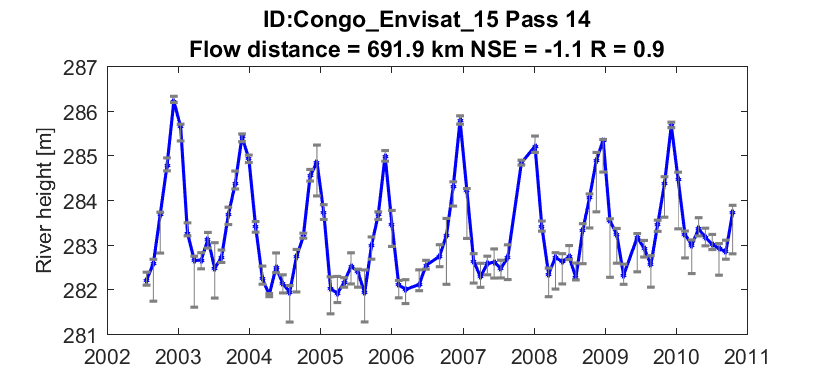 ID:Congo_Envisat_15 Pass 14
Flow distance = 691.9 km NSE = -1.1 R = 0.9
River height [m]
287
286
285
284
283
282
281
2002 2003 2004 2005 2006 2007 2008 2009 2010 2011